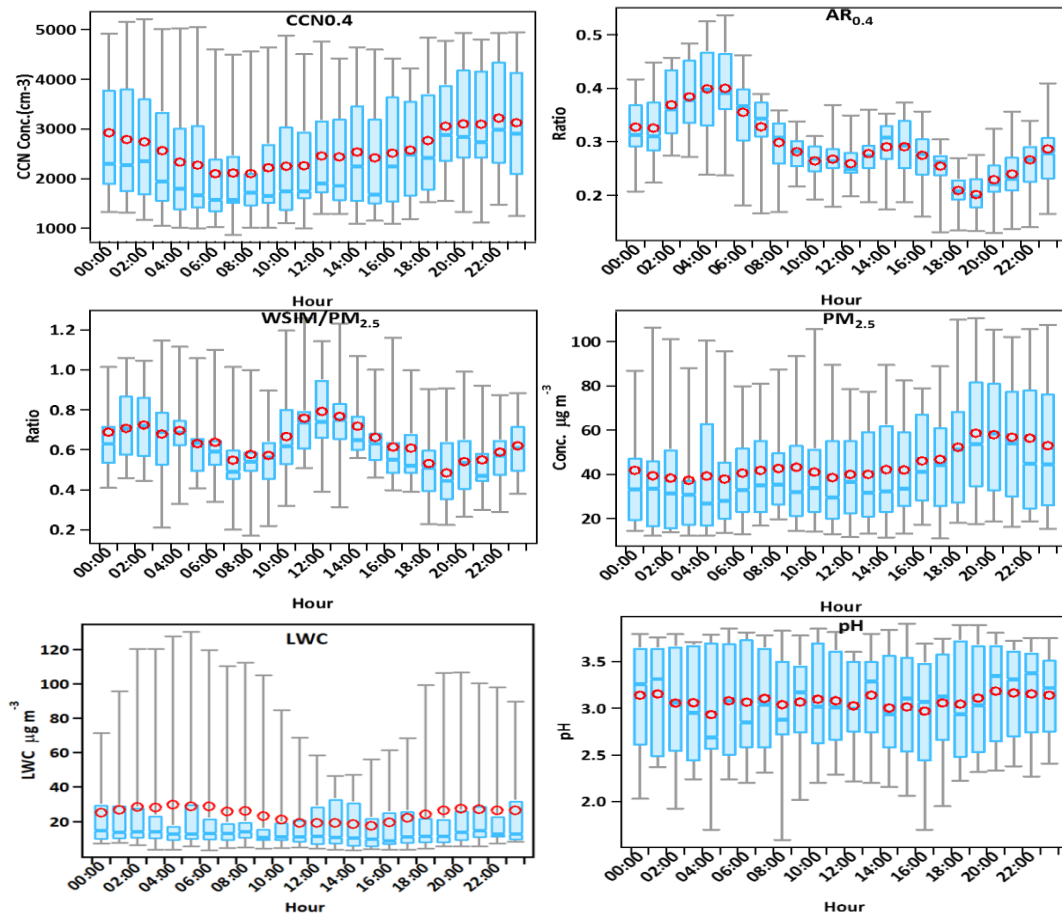 CCN0.4
CCN Conc.(cm-3)
5000
4000
3000
2000
1000
00:00 02:00 04:00 06:00 08:00 10:00 12:00 14:00 16:00 18:00 20:00 22:00
Hour
AR0.4
Ratio
0.5
0.4
0.3
0.2
00:00 02:00 04:00 06:00 08:00 10:00 12:00 14:00 16:00 18:00 20:00 22:00
Hour
WSIM/PM2.5
Ratio
1.2
1.0
0.8
0.6
0.4
0.2
00:00 02:00 04:00 06:00 08:00 10:00 12:00 14:00 16:00 18:00 20:00 22:00
Hour
PM2.5
Conc. μg m-3
100
80
60
40
20
00:00 02:00 04:00 06:00 08:00 10:00 12:00 14:00 16:00 18:00 20:00 22:00
Hour
LWC
LWC μg m-3
120
100
80
60
40
20
00:00 02:00 04:00 06:00 08:00 10:00 12:00 14:00 16:00 18:00 20:00 22:00
Hour
pH
pH
3.5
3.0
2.5
2.0
00:00 02:00 04:00 06:00 08:00 10:00 12:00 14:00 16:00 18:00 20:00 22:00
Hour